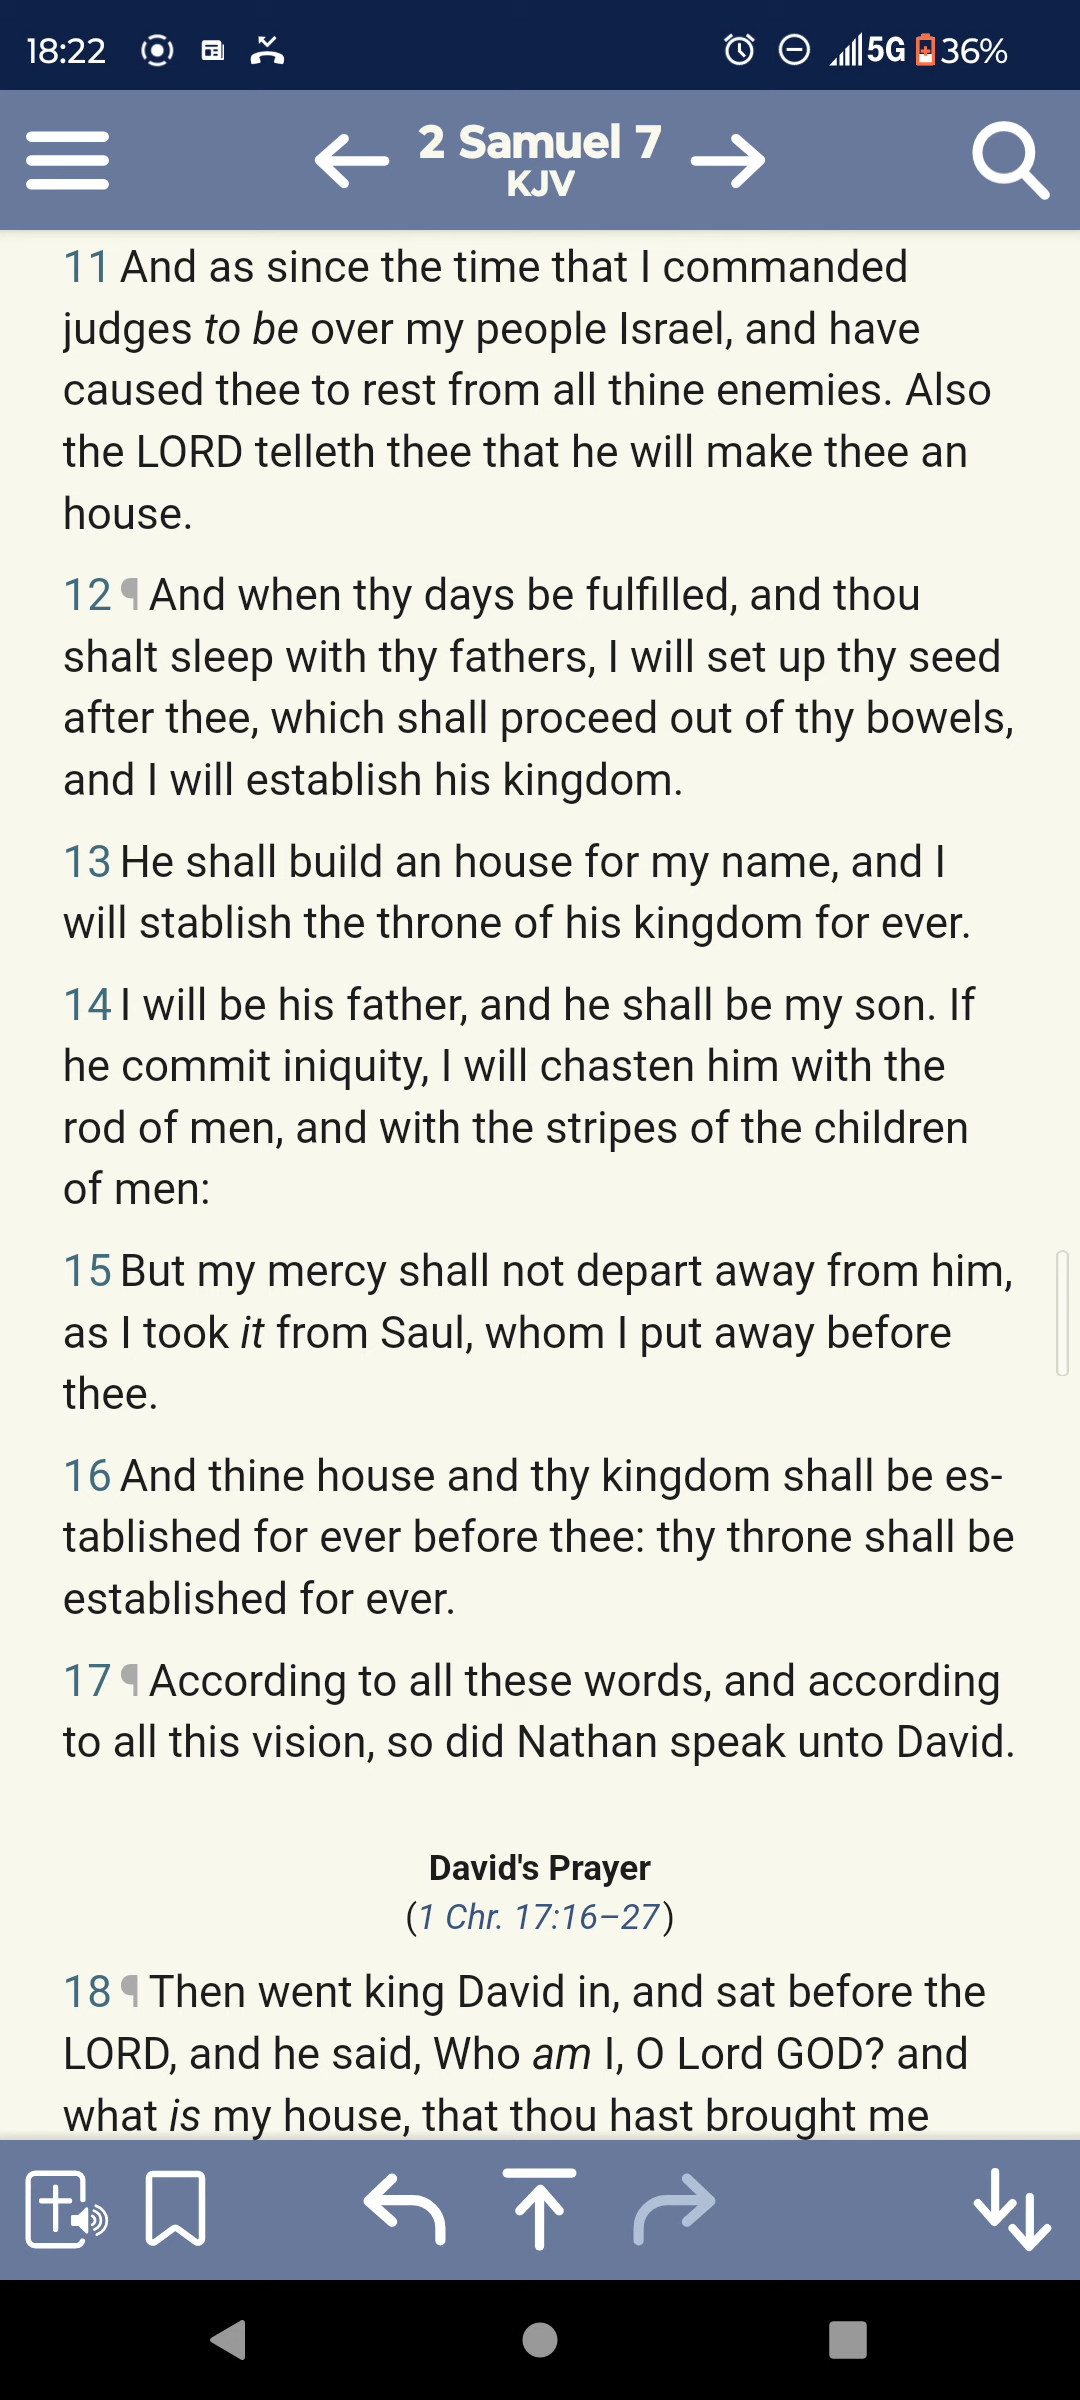 18:22
5G
36%
2 Samuel 7
KJV
11 And as since the time that I commanded
judges to be over my people Israel, and have
caused thee to rest from all thine enemies. Also
the LORD telleth thee that he will make thee an
house.
12 ¶ And when thy days be fulfilled, and thou
shalt sleep with thy fathers, I will set up thy seed
after thee, which shall proceed out of thy bowels,
and I will establish his kingdom.
13 He shall build an house for my name, and I
will stablish the throne of his kingdom for ever.
14 I will be his father, and he shall be my son. If
he commit iniquity, I will chasten him with the
rod of men, and with the stripes of the children
of men:
15 But my mercy shall not depart away from him,
as I took it from Saul, whom I put away before
thee.
16 And thine house and thy kingdom shall be es-
tablished for ever before thee: thy throne shall be
established for ever.
17 ¶ According to all these words, and according
to all this vision, so did Nathan speak unto David.
David's Prayer
(1 Chr. 17:16–27)
18 ¶ Then went king David in, and sat before the
LORD, and he said, Who am I, O Lord GOD? and
what is my house, that thou hast brought me